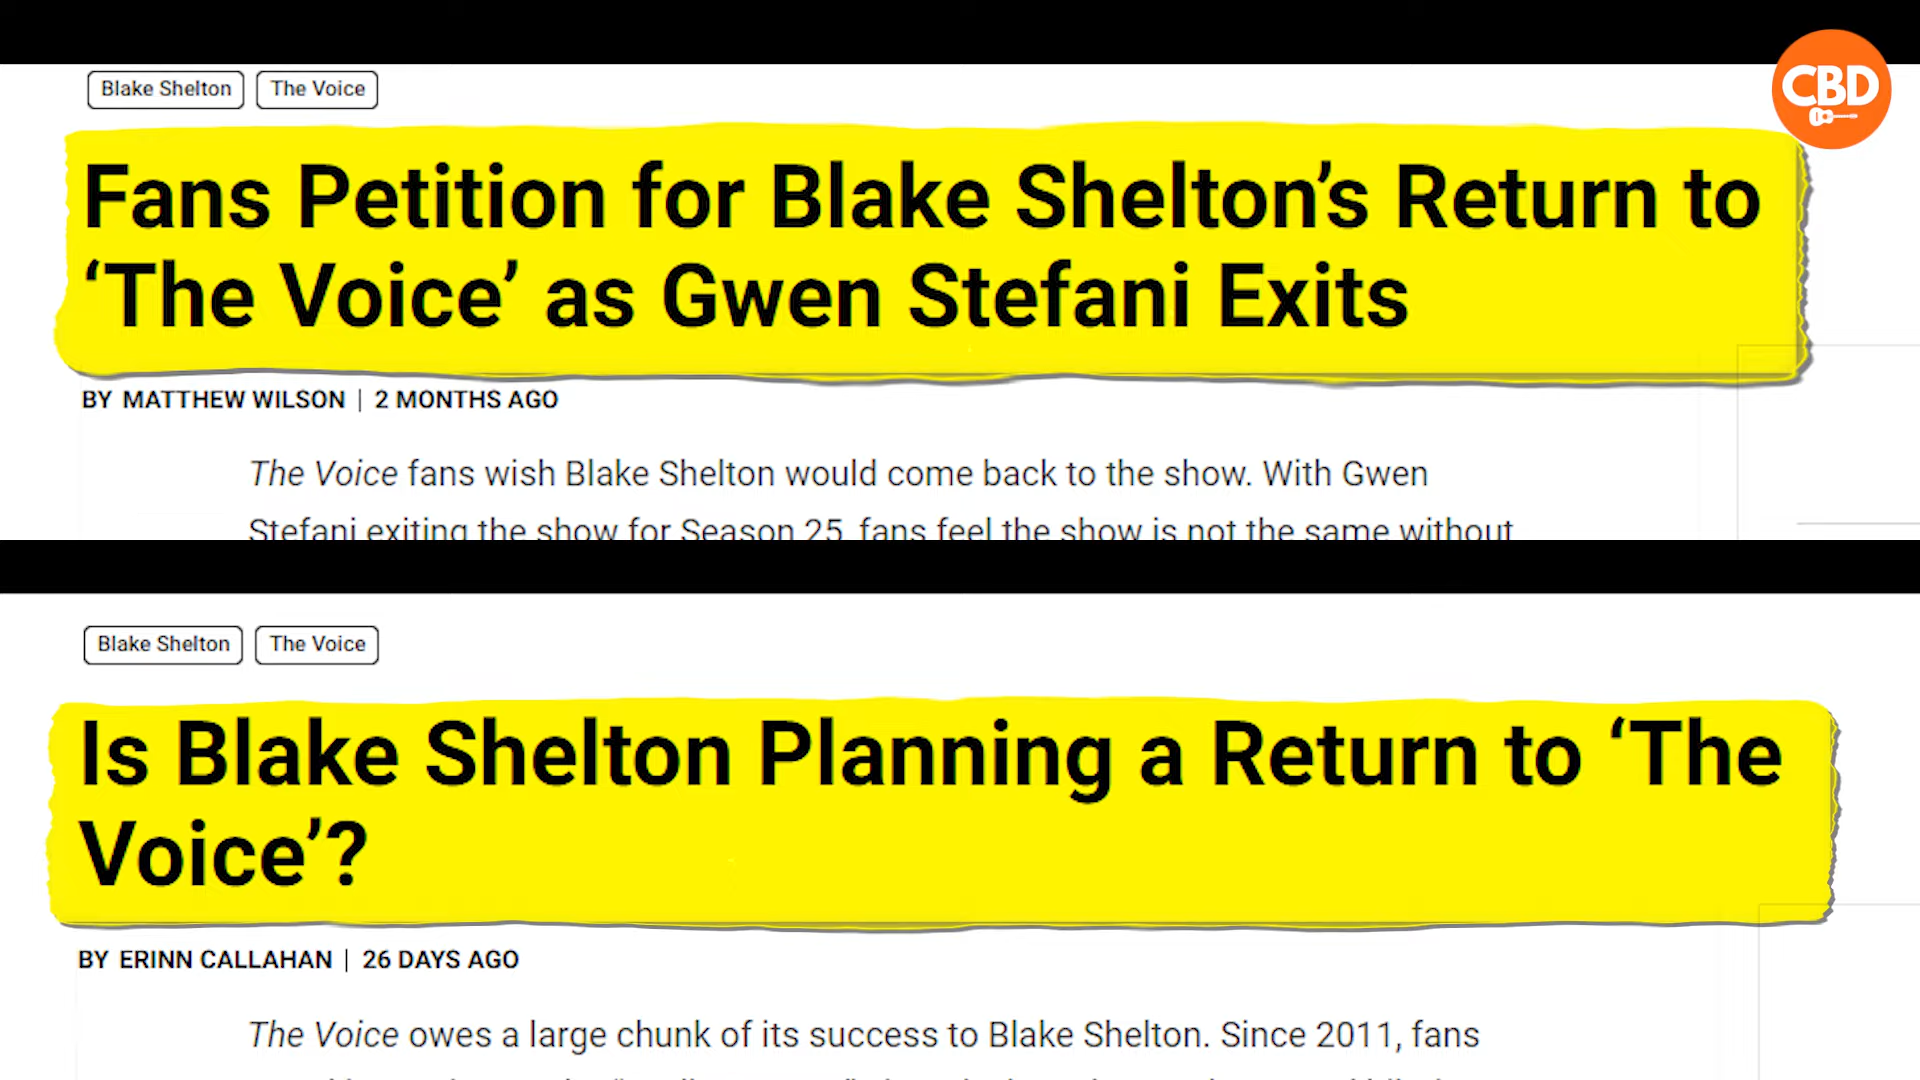 CBD
Blake Shelton The Voice
Fans Petition for Blake Shelton’s Return to
‘The Voice’ as Gwen Stefani Exits
BY MATTHEW WILSON | 2 MONTHS AGO
The Voice fans wish Blake Shelton would come back to the show. With Gwen
Stefani exiting the show for Season 25, fans feel the show is not the same without
Blake Shelton The Voice
Is Blake Shelton Planning a Return to ‘The
Voice’?
BY ERINN CALLAHAN | 26 DAYS AGO
The Voice owes a large chunk of its success to Blake Shelton. Since 2011, fans